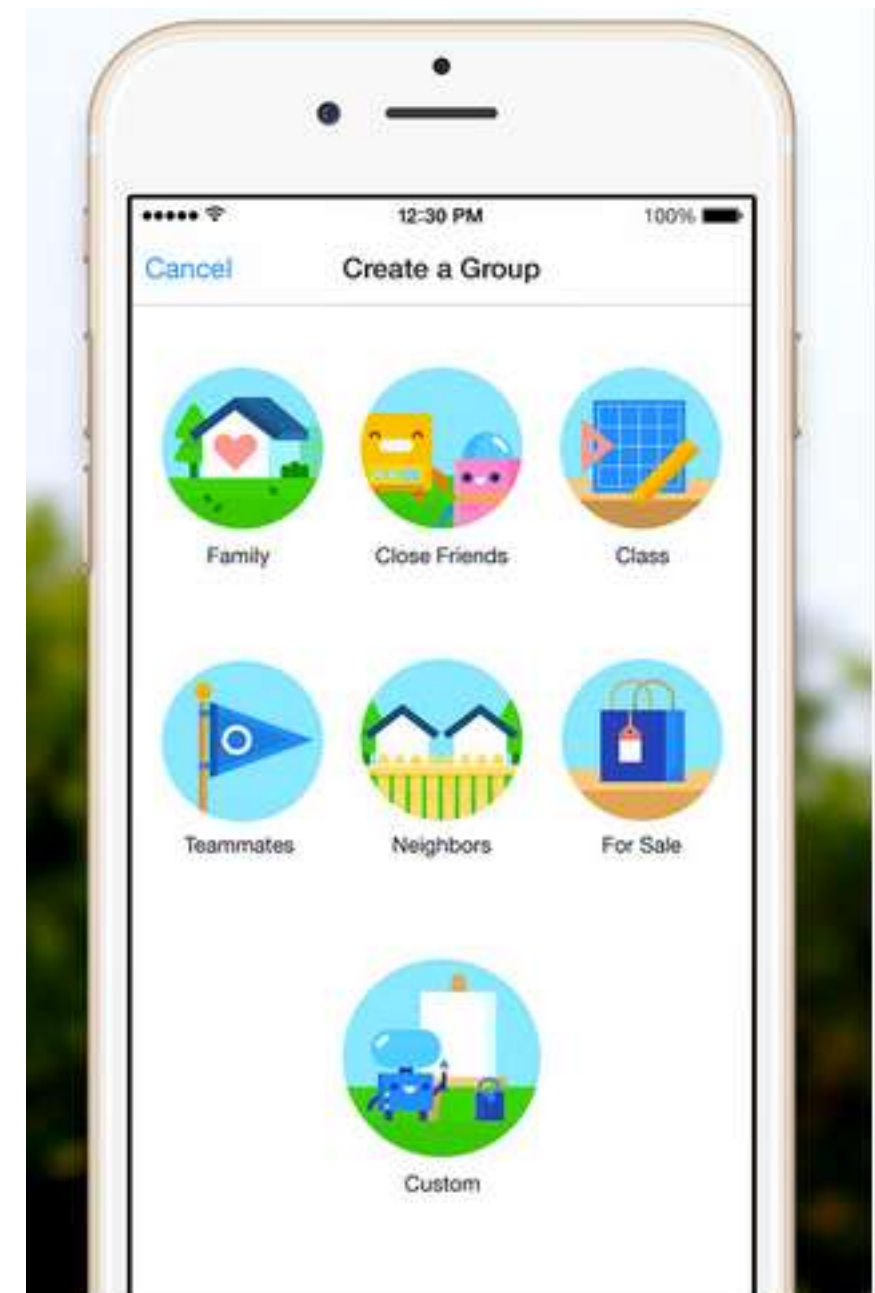 12:30 PM 100%
Cancel Create a Group
Family Close Friends Class
Teammates Neighbors For Sale
Custom